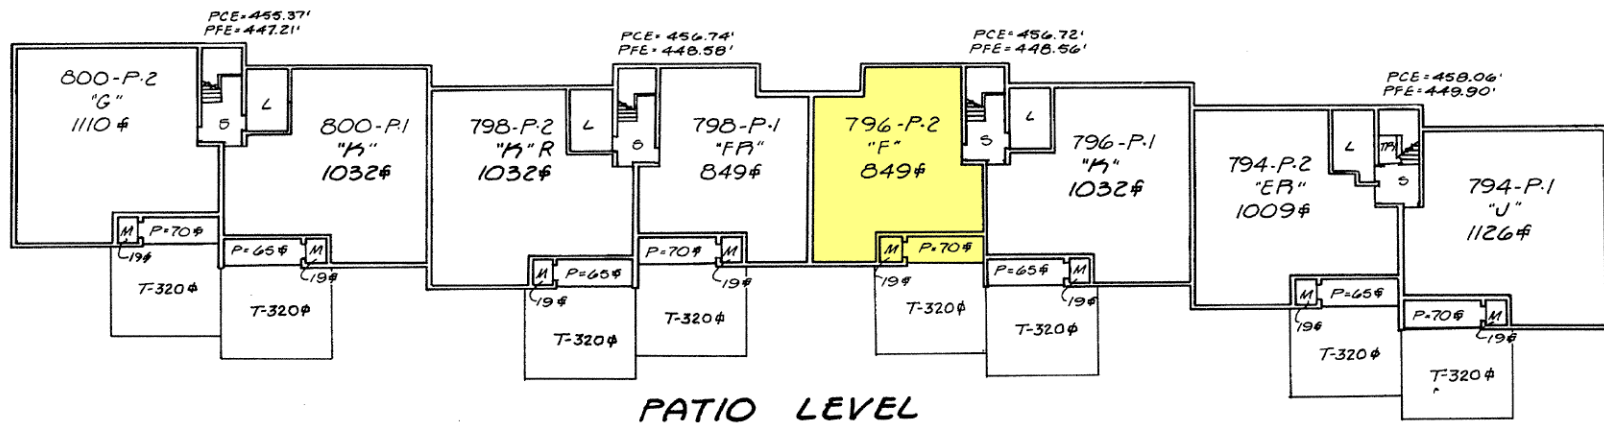 PCE=455.37'
PFE=447.21'
PCE=456.74'
PFE=448.58'
PCE=456.72'
PFE=448.56'
PCE=458.06'
PFE=449.90'
800-P.2
"G"
1110 ⌗
L
S
800-P.1
"K"
1032⌗
798-P.2
"K" R
1032⌗
L
S
798-P.1
"FR"
849⌗
796-P.2
"F"
849⌗
L
S
796-P.1
"K"
1032⌗
794-P.2
"ER"
1009⌗
L
S
794-P.1
"J"
1126⌗
M
P=70⌗
19⌗
T-320⌗
P=65⌗
M
19⌗
T-320⌗
M
P=65⌗
19⌗
T-320⌗
P=70⌗
M
19⌗
T-320⌗
M
P=70⌗
19⌗
T-320⌗
P=65⌗
M
19⌗
T-320⌗
M
P=65⌗
19⌗
T-320⌗
P=70⌗
M
19⌗
T-320⌗
PATIO LEVEL